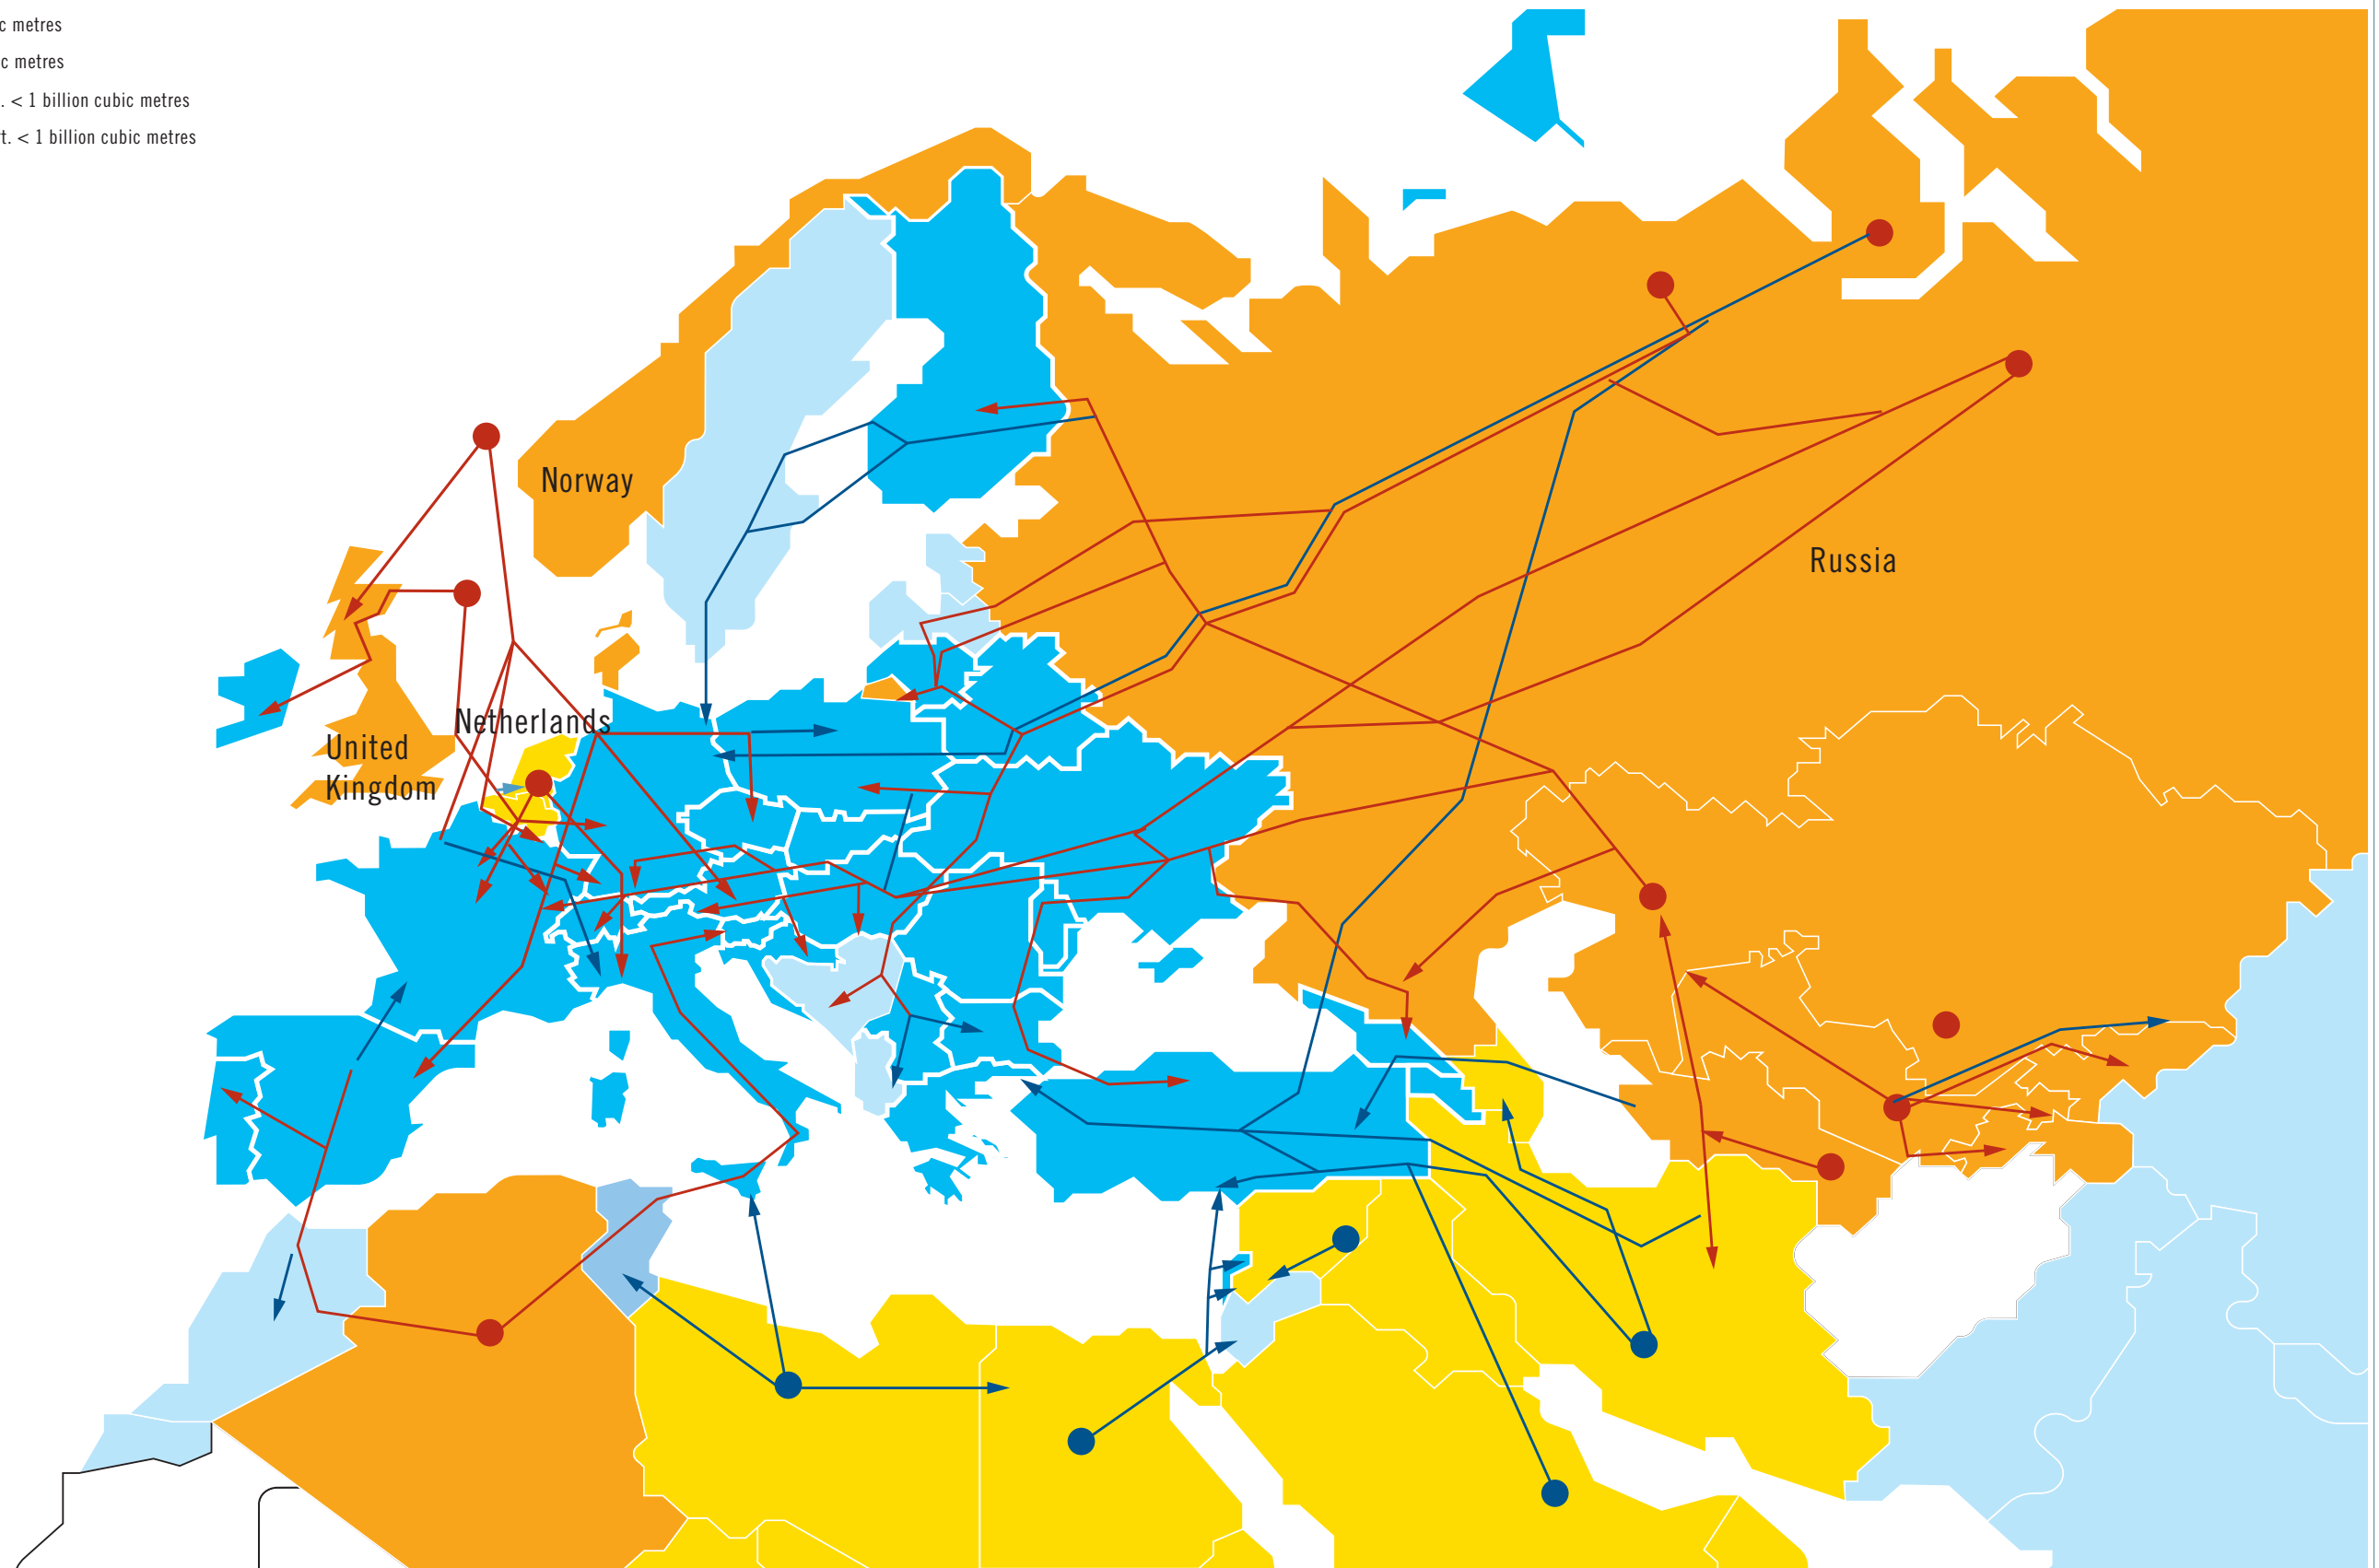 c metres
c metres
. < 1 billion cubic metres
t. < 1 billion cubic metres
Norway
Russia
Netherlands
United
Kingdom